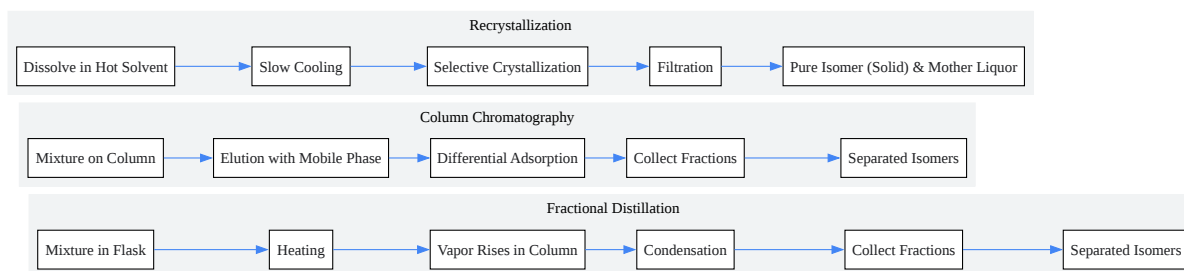 Recrystallization
Dissolve in Hot Solvent
Slow Cooling
Selective Crystallization
Filtration
Pure Isomer (Solid) & Mother Liquor
Column Chromatography
Mixture on Column
Elution with Mobile Phase
Differential Adsorption
Collect Fractions
Separated Isomers
Fractional Distillation
Mixture in Flask
Heating
Vapor Rises in Column
Condensation
Collect Fractions
Separated Isomers